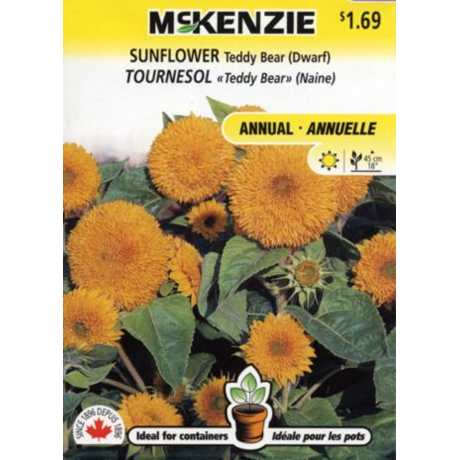 McKENZIE
$1.69
SUNFLOWER Teddy Bear (Dwarf)
TOURNESOL «Teddy Bear» (Naine)
ANNUAL · ANNUELLE
45 cm
18"
SINCE 1896 DEPUIS 1896
Ideal for containers
Idéale pour les pots